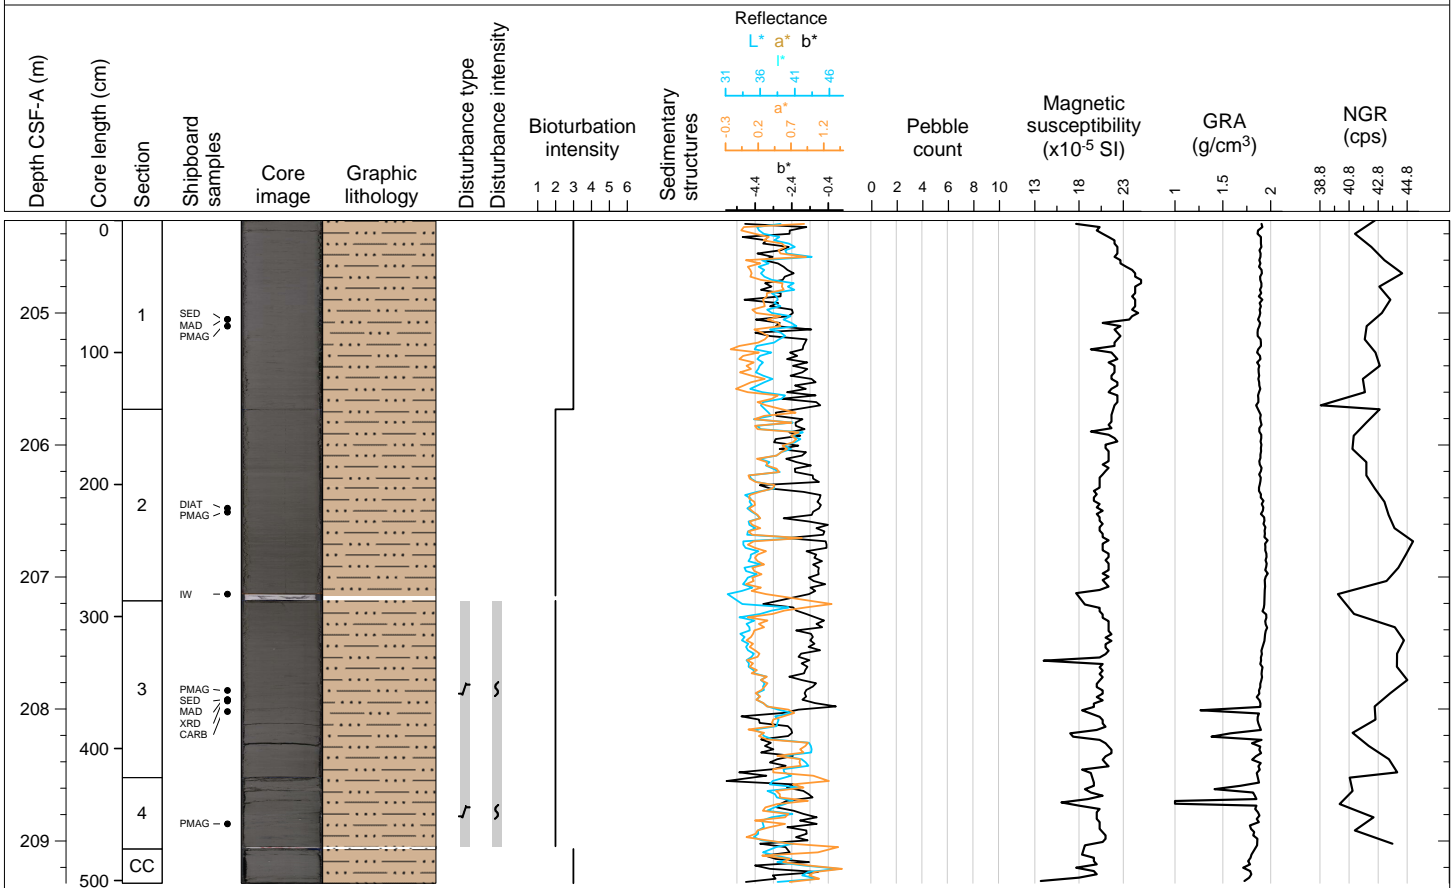 Reflectance
L* a* b*
l*
31 36 41 46
a*
-0.3 0.2 0.7 1.2
b*
-4.4 -2.4 -0.4
Depth CSF-A (m)
Core length (cm)
Section
Shipboard
samples
Core
image
Graphic
lithology
Disturbance type
Disturbance intensity
Bioturbation
intensity
1 2 3 4 5 6
Sedimentary
structures
Pebble
count
0 2 4 6 8 10
Magnetic
susceptibility
(x10-5 SI)
13 18 23
GRA
(g/cm3)
1 1.5 2
NGR
(cps)
38.8 40.8 42.8 44.8
0
205
1
SED
MAD
PMAG
100
206
200
2
DIAT
PMAG
207
IW
300
3
PMAG
SED
MAD
XRD
CARB
208
400
4
PMAG
209
CC
500